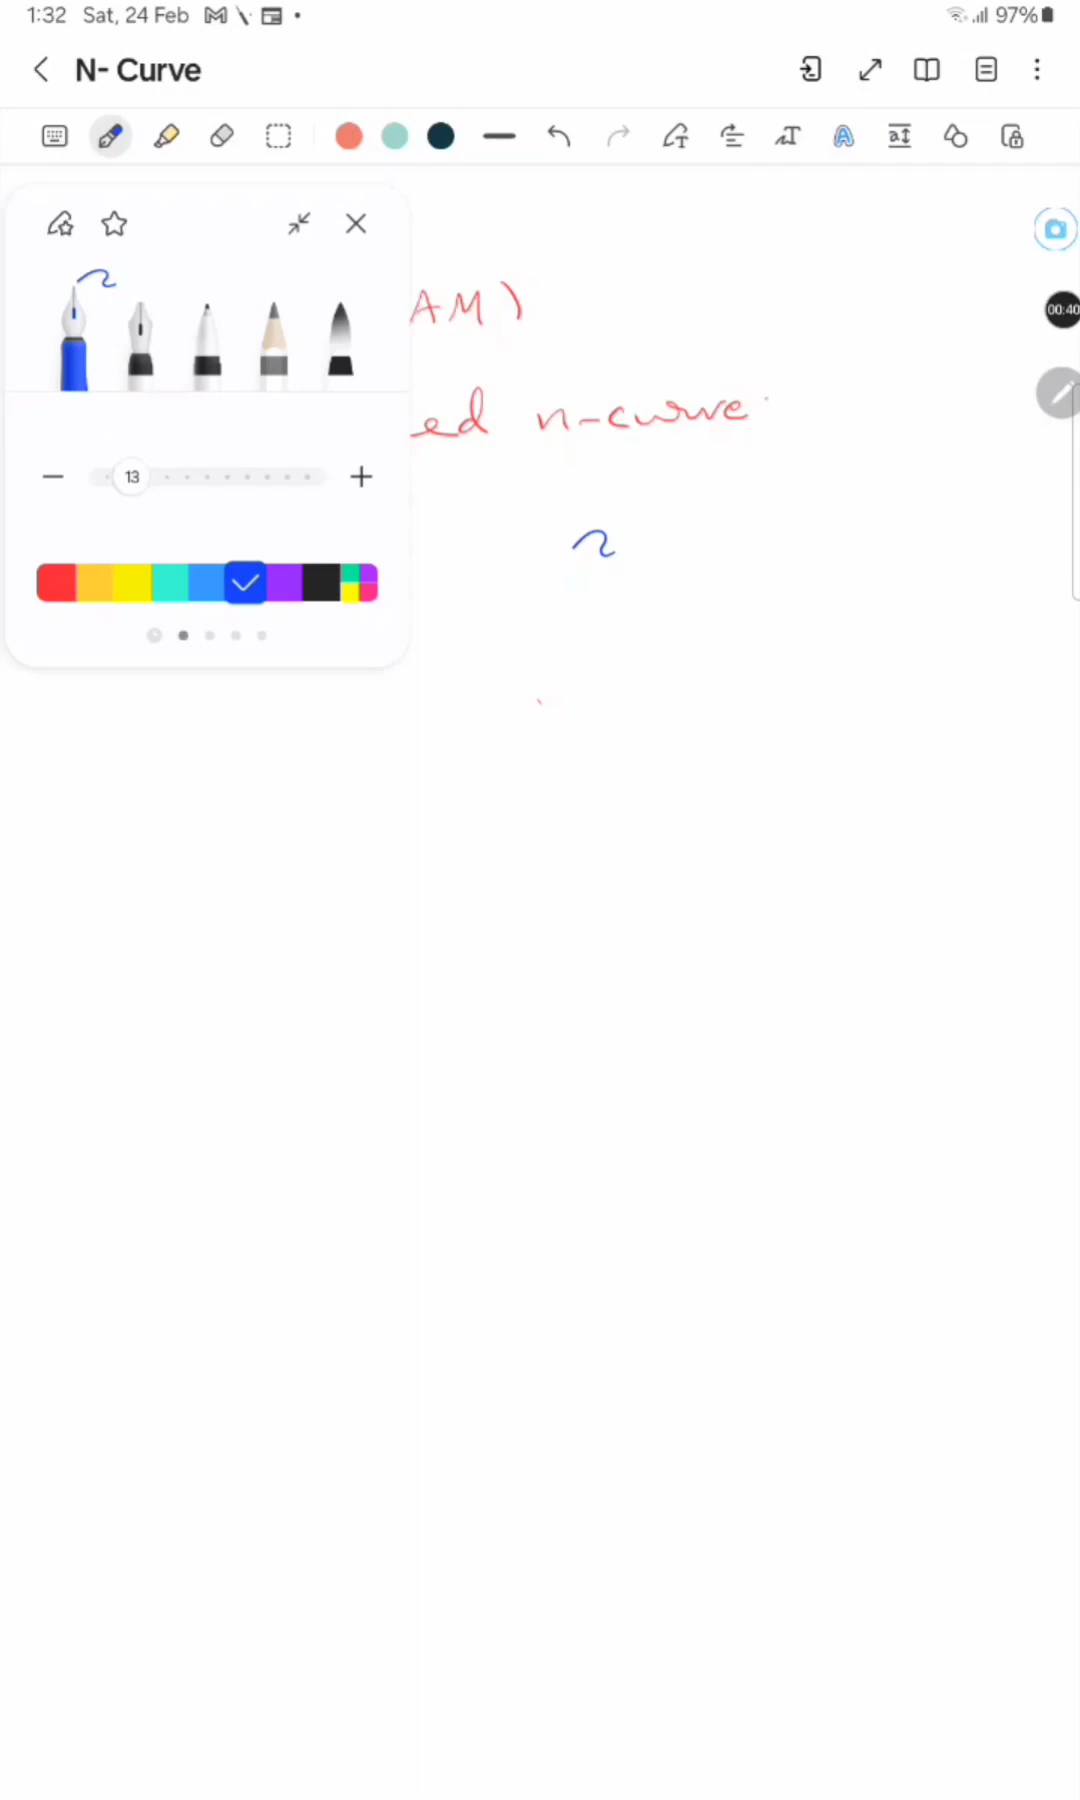 1:32 Sat, 24 Feb 97%
N- Curve
AM)
ed n-curve
00:40
13